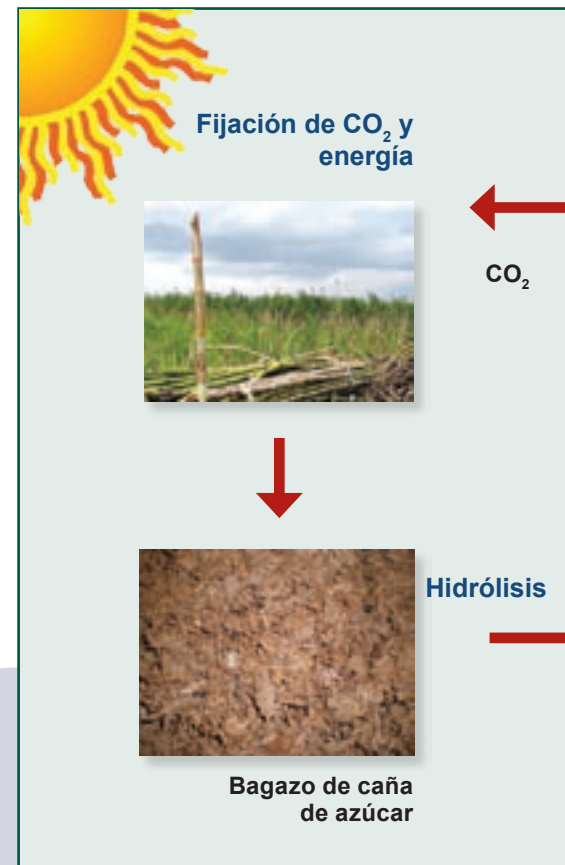 Fijación de CO₂ y
energía
CO₂
Hidrólisis
Bagazo de caña
de azúcar